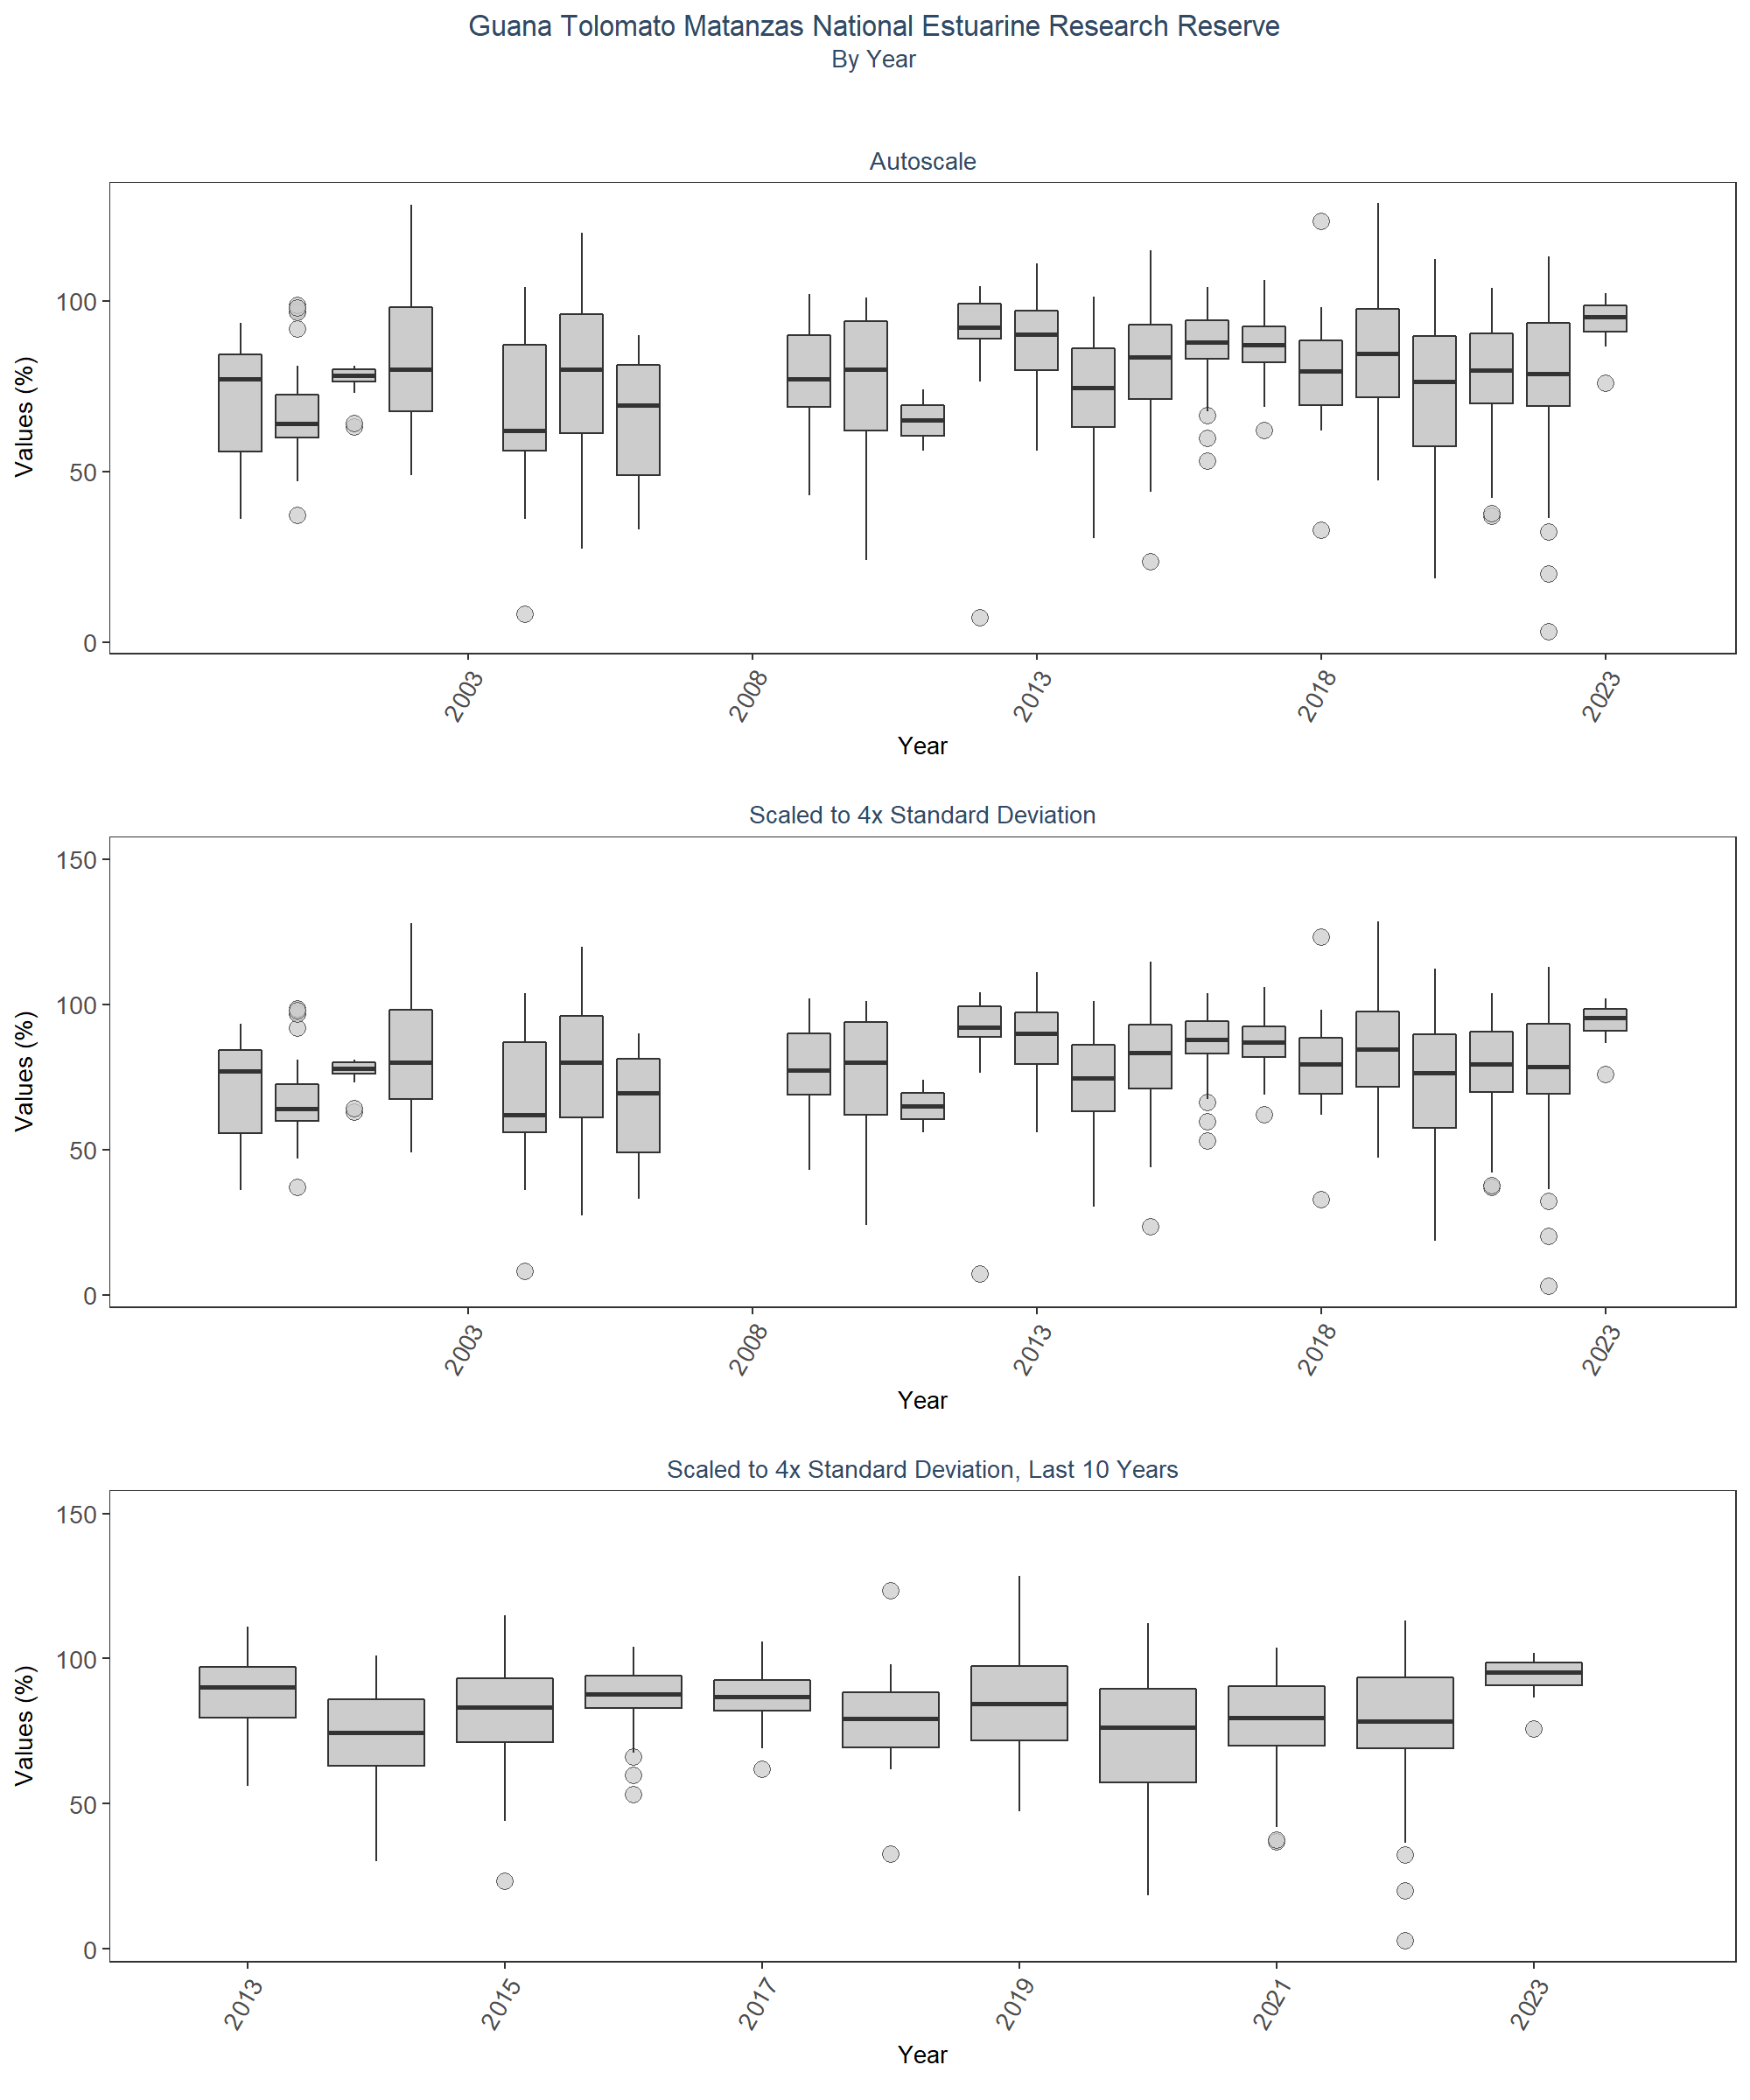 Guana Tolomato Matanzas National Estuarine Research Reserve
By Year
Autoscale
Values (%)
100
50
0
2003 2008 2013 2018 2023
Year
Scaled to 4x Standard Deviation
Values (%)
150
100
50
0
2003 2008 2013 2018 2023
Year
Scaled to 4x Standard Deviation, Last 10 Years
Values (%)
150
100
50
0
2013 2015 2017 2019 2021 2023
Year